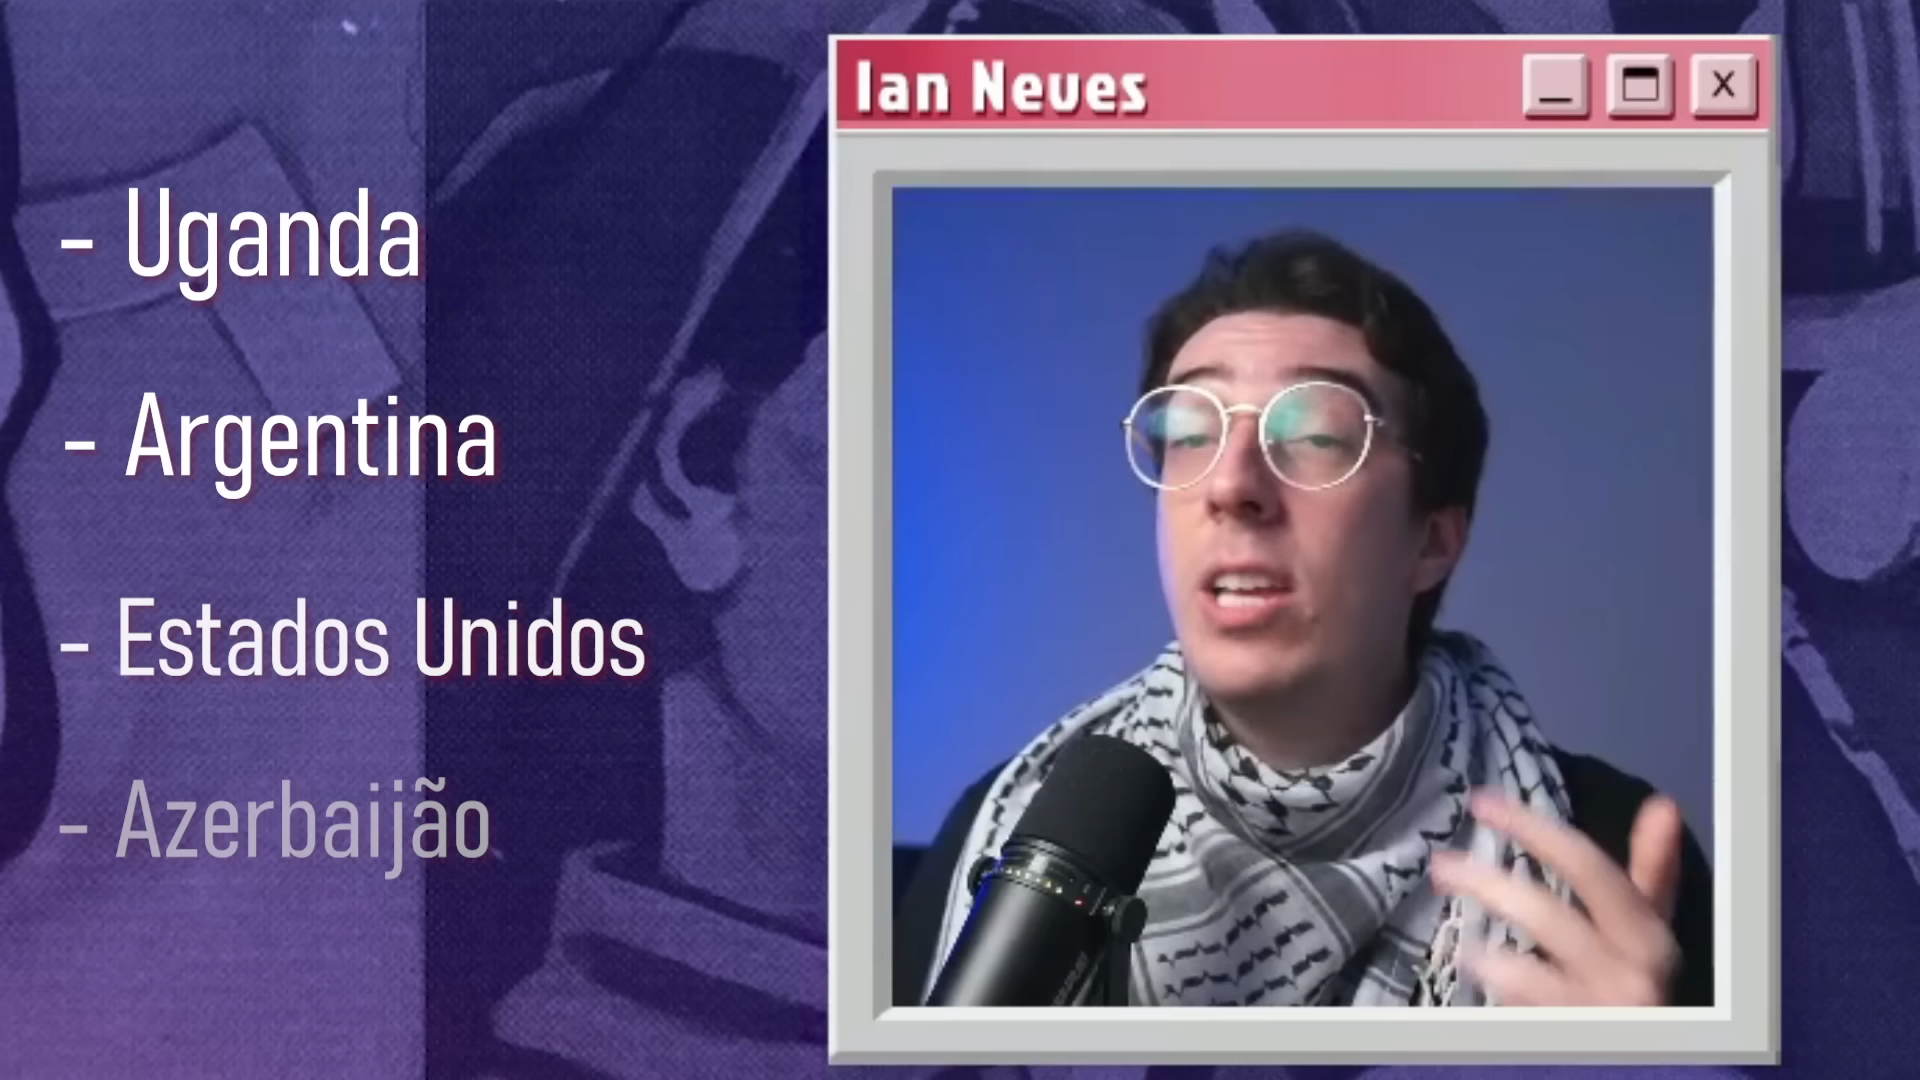 Ian Neves
- Uganda
- Argentina
- Estados Unidos
- Azerbaijão